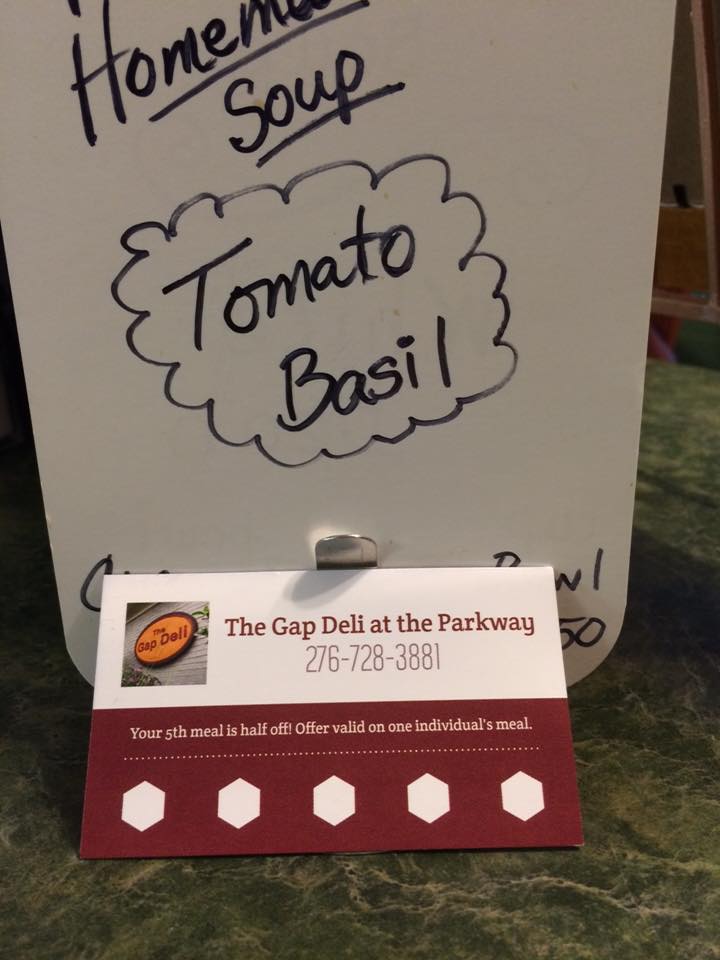 Soup
Tomato
Basil
50
The Gap Deli
The Gap Deli at the Parkway
276-728-3881
Your 5th meal is half off! Offer valid on one individual's meal.